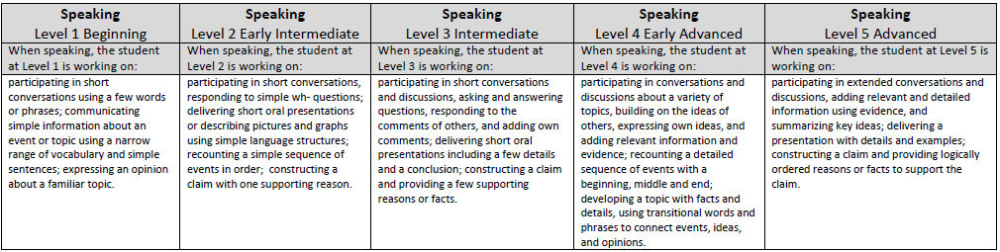 Speaking
Level 1 Beginning
When speaking, the student
at Level 1 is working on:
participating in short
conversations using a few words
or phrases; communicating
simple information about an
event or topic using a narrow
range of vocabulary and simple
sentences; expressing an opinion
about a familiar topic.
Speaking
Level 2 Early Intermediate
When speaking, the student at
Level 2 is working on:
participating in short conversations,
responding to simple wh- questions;
delivering short oral presentations
or describing pictures and graphs
using simple language structures;
recounting a simple sequence of
events in order; constructing a
claim with one supporting reason.
Speaking
Level 3 Intermediate
When speaking, the student at
Level 3 is working on:
participating in short conversations
and discussions, asking and answering
questions, responding to the
comments of others, and adding own
comments; delivering short oral
presentations including a few details
and a conclusion; constructing a claim
and providing a few supporting
reasons or facts.
Speaking
Level 4 Early Advanced
When speaking, the student at
Level 4 is working on:
participating in conversations and
discussions about a variety of
topics, building on the ideas of
others, expressing own ideas, and
adding relevant information and
evidence; recounting a detailed
sequence of events with a
beginning, middle and end;
developing a topic with facts and
details, using transitional words and
phrases to connect events, ideas,
and opinions.
Speaking
Level 5 Advanced
When speaking, the student at Level 5 is
working on:
participating in extended conversations and
discussions, adding relevant and detailed
information using evidence, and
summarizing key ideas; delivering a
presentation with details and examples;
constructing a claim and providing logically
ordered reasons or facts to support the
claim.